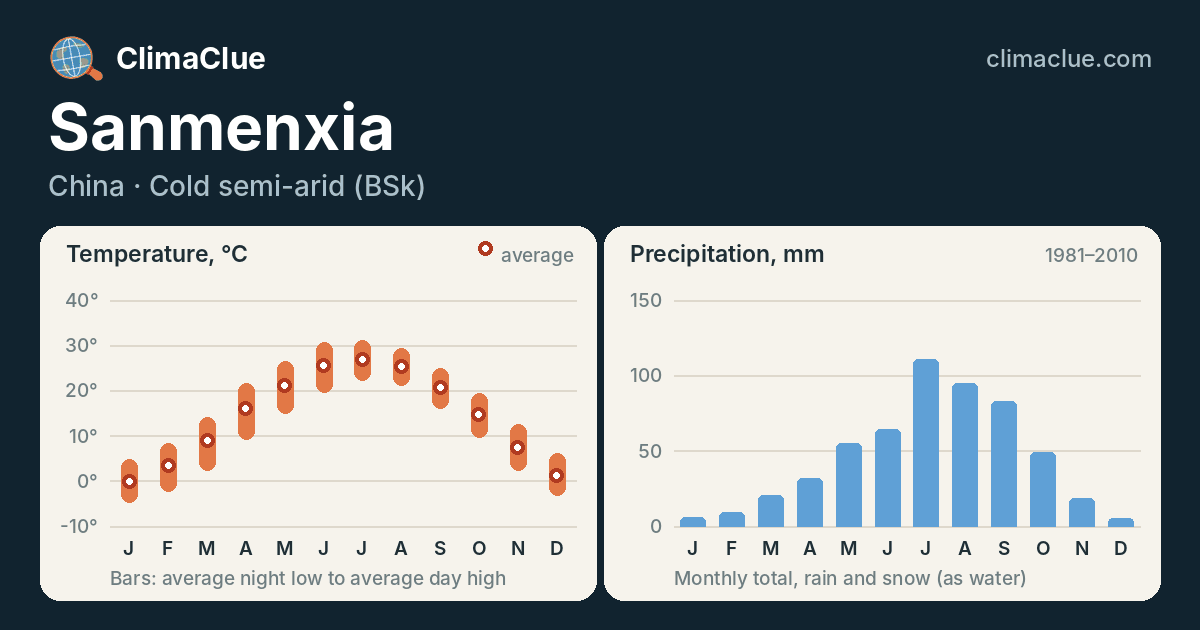 ClimaClue
climaclue.com
Sanmenxia
China · Cold semi-arid (BSk)
Temperature, °C
average
40°
30°
20°
10°
0°
-10°
J F M A M J J A S O N D
Bars: average night low to average day high
Precipitation, mm
1981–2010
150
100
50
0
J F M A M J J A S O N D
Monthly total, rain and snow (as water)